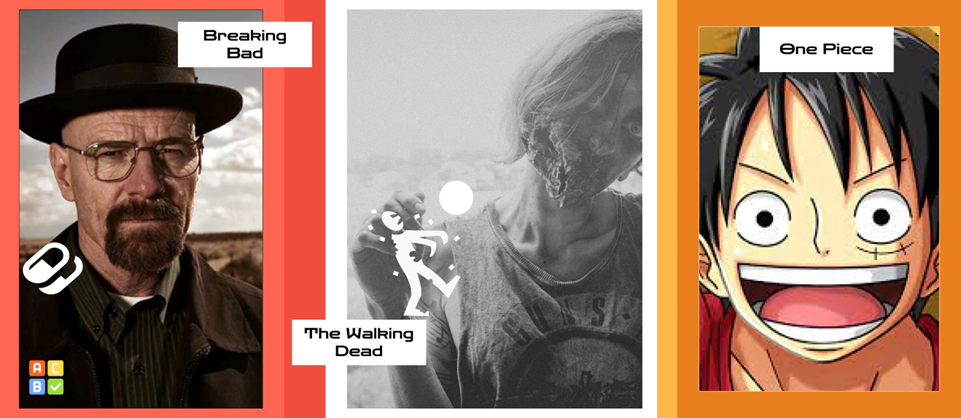 Breaking
Bad
The Walking
Dead
One Piece
A C
B